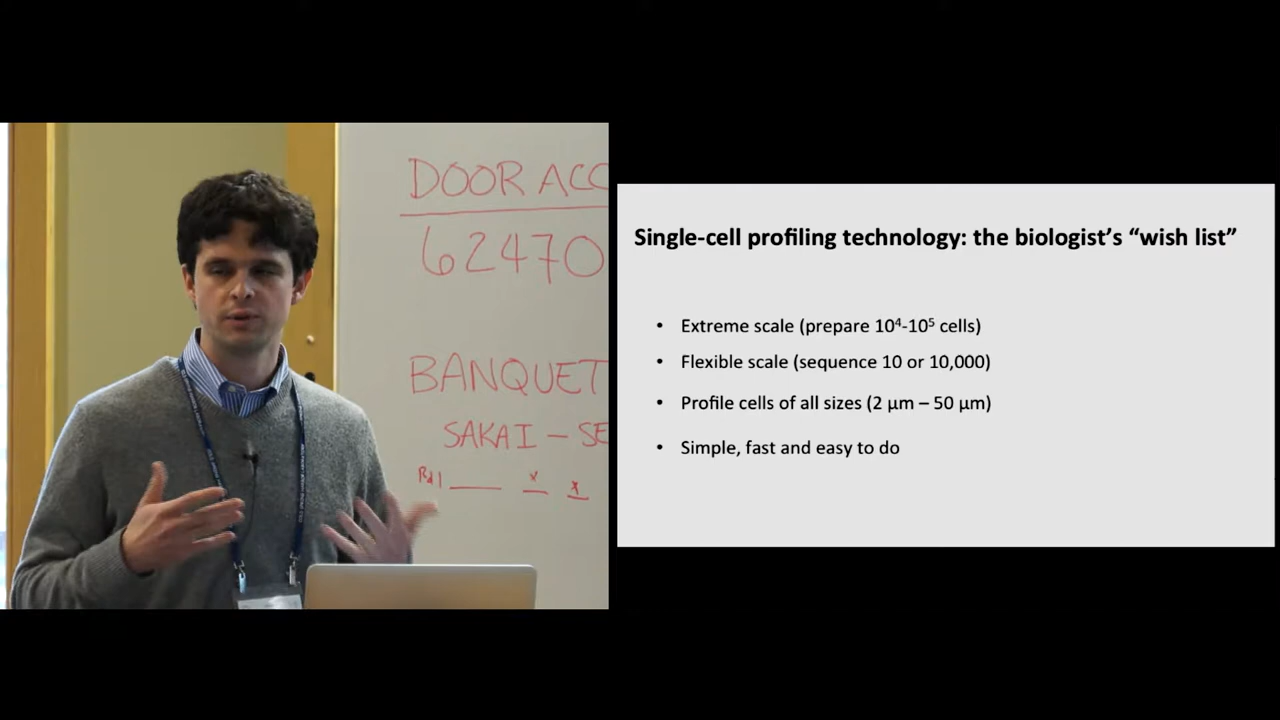 DOOR ACC
62470
BANQUET
SAKAI – SE
Rd1
Single-cell profiling technology: the biologist's "wish list"
• Extreme scale (prepare 10⁴-10⁵ cells)
• Flexible scale (sequence 10 or 10,000)
• Profile cells of all sizes (2 μm – 50 μm)
• Simple, fast and easy to do